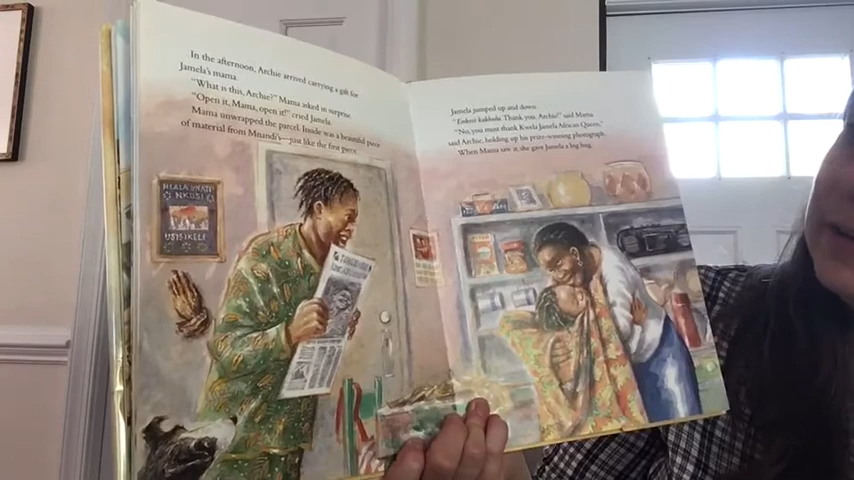 In the afternoon, Archie arrived carrying a gift for
Jamela's mama.
"What is this, Archie?" Mama asked in surprise.
"Open it, Mama, open it!" cried Jamela.
Mama unwrapped the parcel. Inside was a beautiful piece
of material from Mnandi's—just like the first piece.
Jamela jumped up and down.
Thank you, Archie!" said Mama.
"No, you must thank Kwela Jamela African Queen,"
said Archie, holding up his prize-winning photograph.
When Mama saw it, she gave Jamela a big hug.
NKOSI
USISIKELE